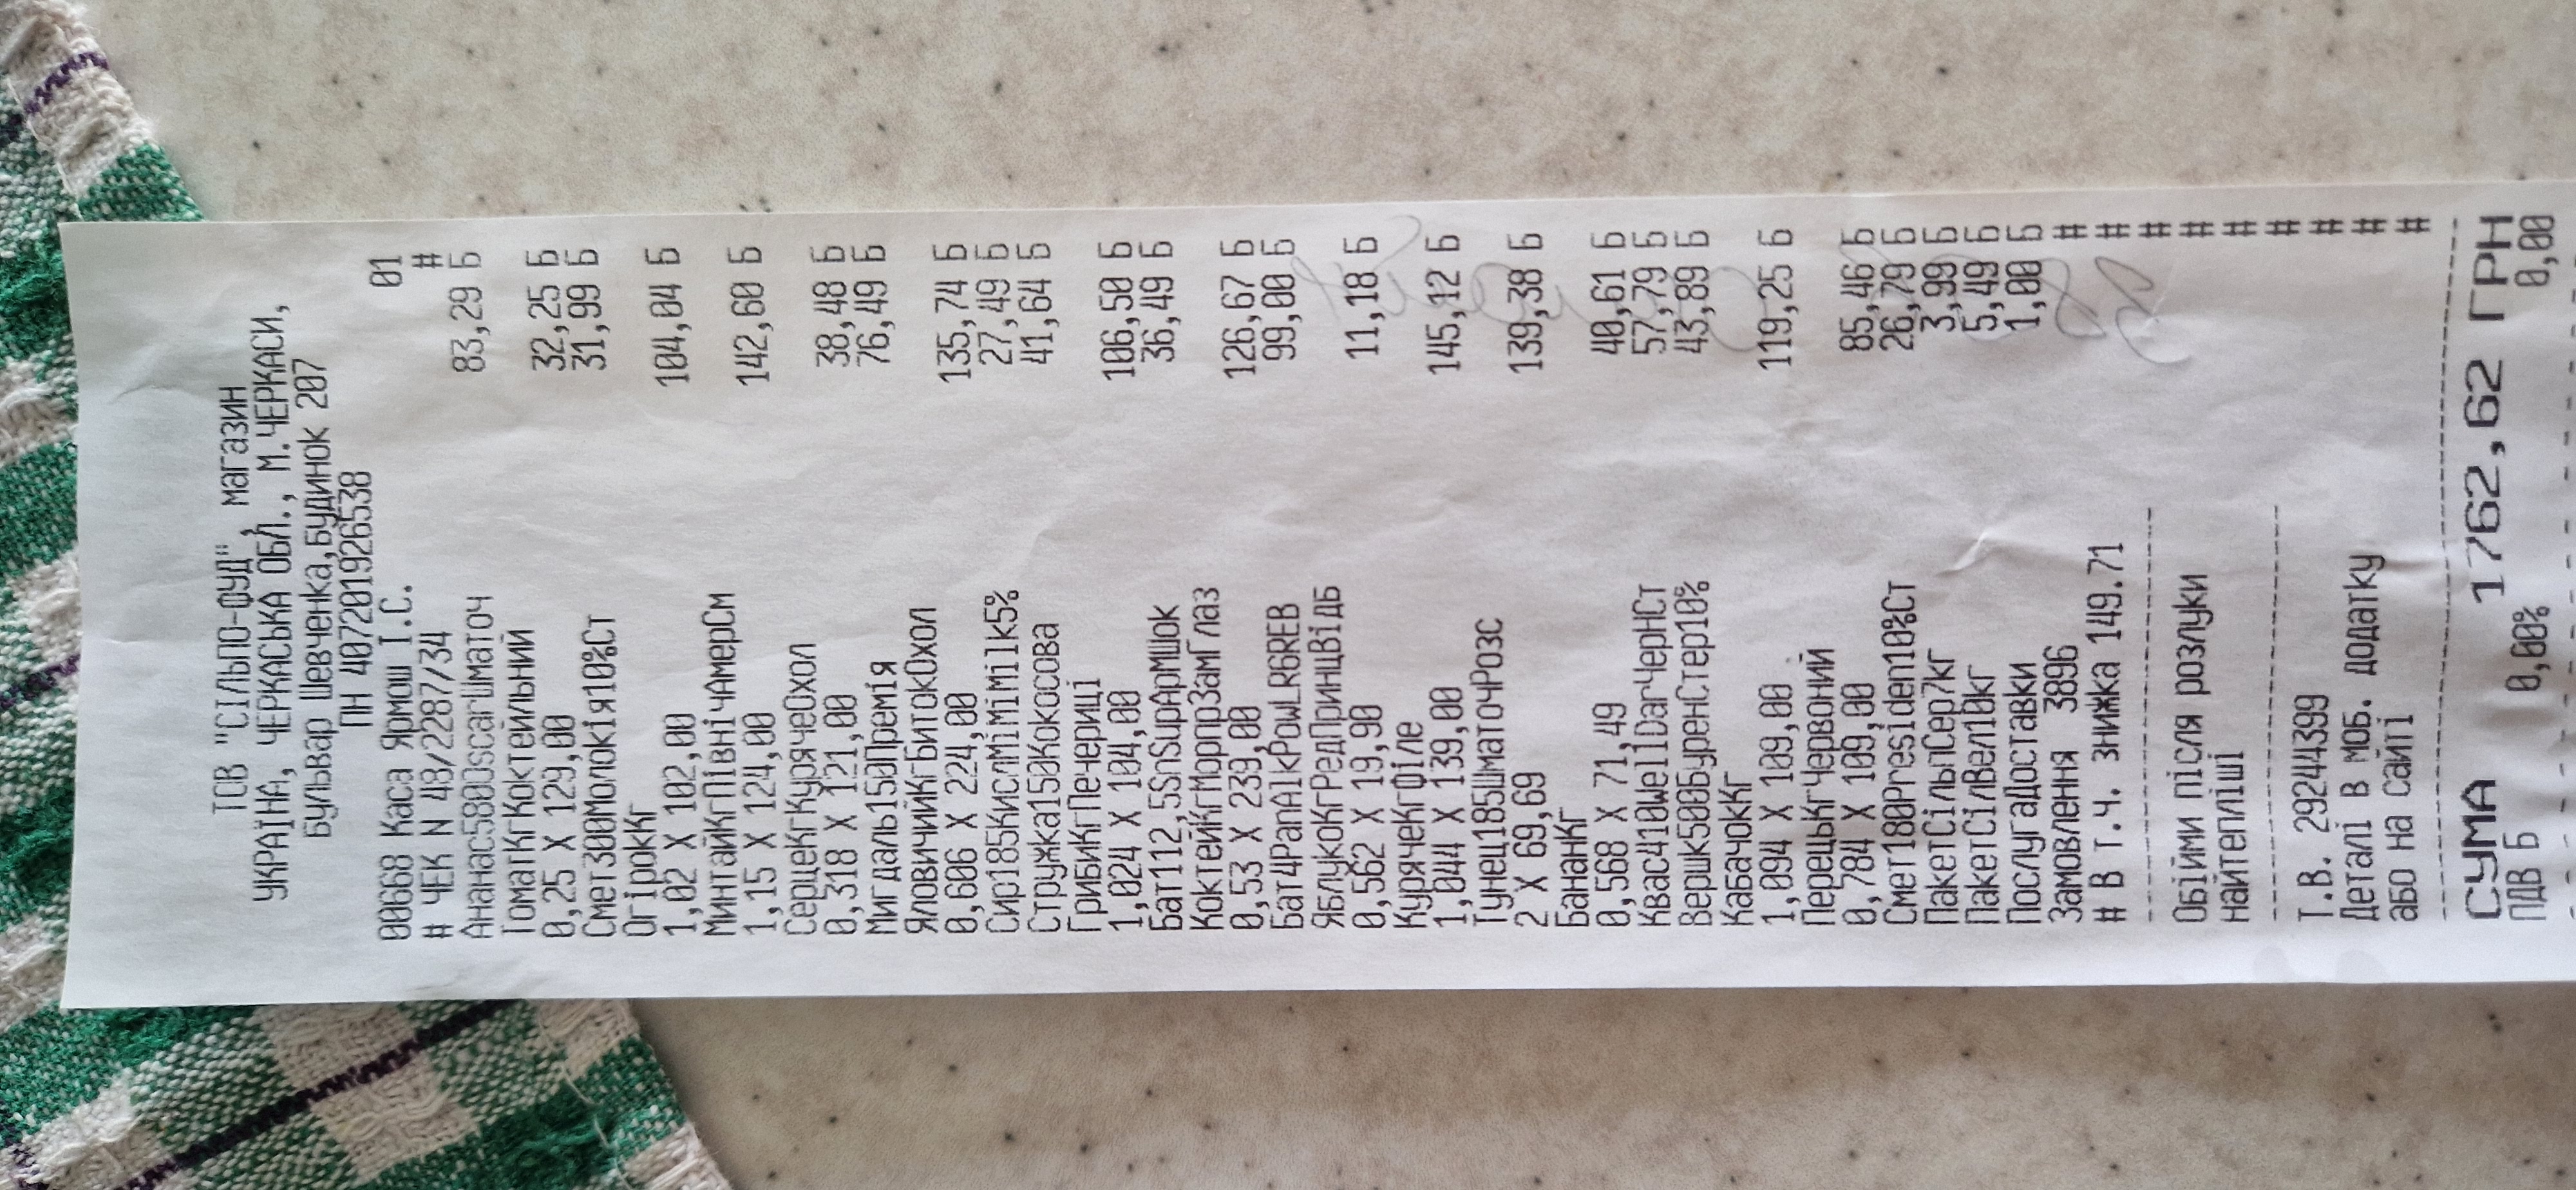 ТОВ "СІЛЬПО-ФУД", магазин
УКРАЇНА, ЧЕРКАСЬКА ОБЛ., М.ЧЕРКАСИ,
Бульвар Шевченка,будинок 207
ПН 407201926538
00668 Каса Ярмош І.С. 01
# ЧЕК N 48/2287/34 #
Ананас580OscarШматоч 83,29 Б
ТоматКгКоктейльний
0,25 X 129,00 32,25 Б
Смет300Молокія10%Ст 31,99 Б
ОгірокКг
1,02 X 102,00 104,04 Б
МинтайКгПівнічАмерСм
1,15 X 124,00 142,60 Б
СерцеКгКурячеОхол
0,318 X 121,00 38,48 Б
Мигдаль150Премія 76,49 Б
ЯловичийКгБитокОхол
0,606 X 224,00 135,74 Б
Сир185КислМіМіMilk5% 27,49 Б
Стружка150Кокосова 41,64 Б
ГрибиКгПечериці
1,024 X 104,00 106,50 Б
Бат112,5SnSupАрмШок 36,49 Б
КоктейКгМорпрЗамГлаз
0,53 X 239,00 126,67 Б
Бат4PanAlkPowLR6REB 99,00 Б
ЯблукоКгРедПринцВідб
0,562 X 19,90 11,18 Б
КурячеКгФіле
1,044 X 139,00 145,12 Б
Тунец185ШматочРозс
2 X 69,69 139,38 Б
БананКг
0,568 X 71,49 40,61 Б
Квас410WellДагЧерНСт 57,79 Б
Вершк500БуренСтер10% 43,89 Б
КабачокКг
1,094 X 109,00 119,25 Б
ПерецьКгЧервоний
0,784 X 109,00 85,46 Б
Смет180Presiden10%Ст 26,79 Б
ПакетСільпСер7кг 3,99 Б
ПакетСілВел10кг 5,49 Б
ПослугаДоставки 1,00 Б
Замовлення 3896 #
# В т.ч. знижка 149.71 #
---------------------- #
Обійми після розлуки #
найтепліші #
---------------------- #
Т.В. 29244399 #
Деталі в моб. додатку #
або на сайті #
СУМА 1762,62 ГРН
ПДВ Б 0,00% 0,00